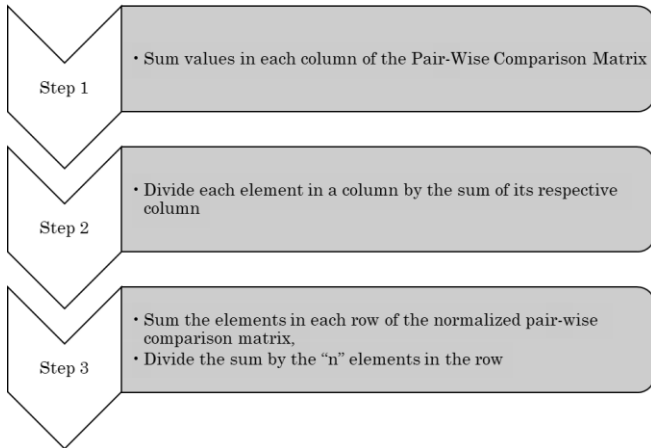 Step 1
• Sum values in each column of the Pair-Wise Comparison Matrix
Step 2
• Divide each element in a column by the sum of its respective
column
Step 3
• Sum the elements in each row of the normalized pair-wise
comparison matrix,
• Divide the sum by the “n” elements in the row